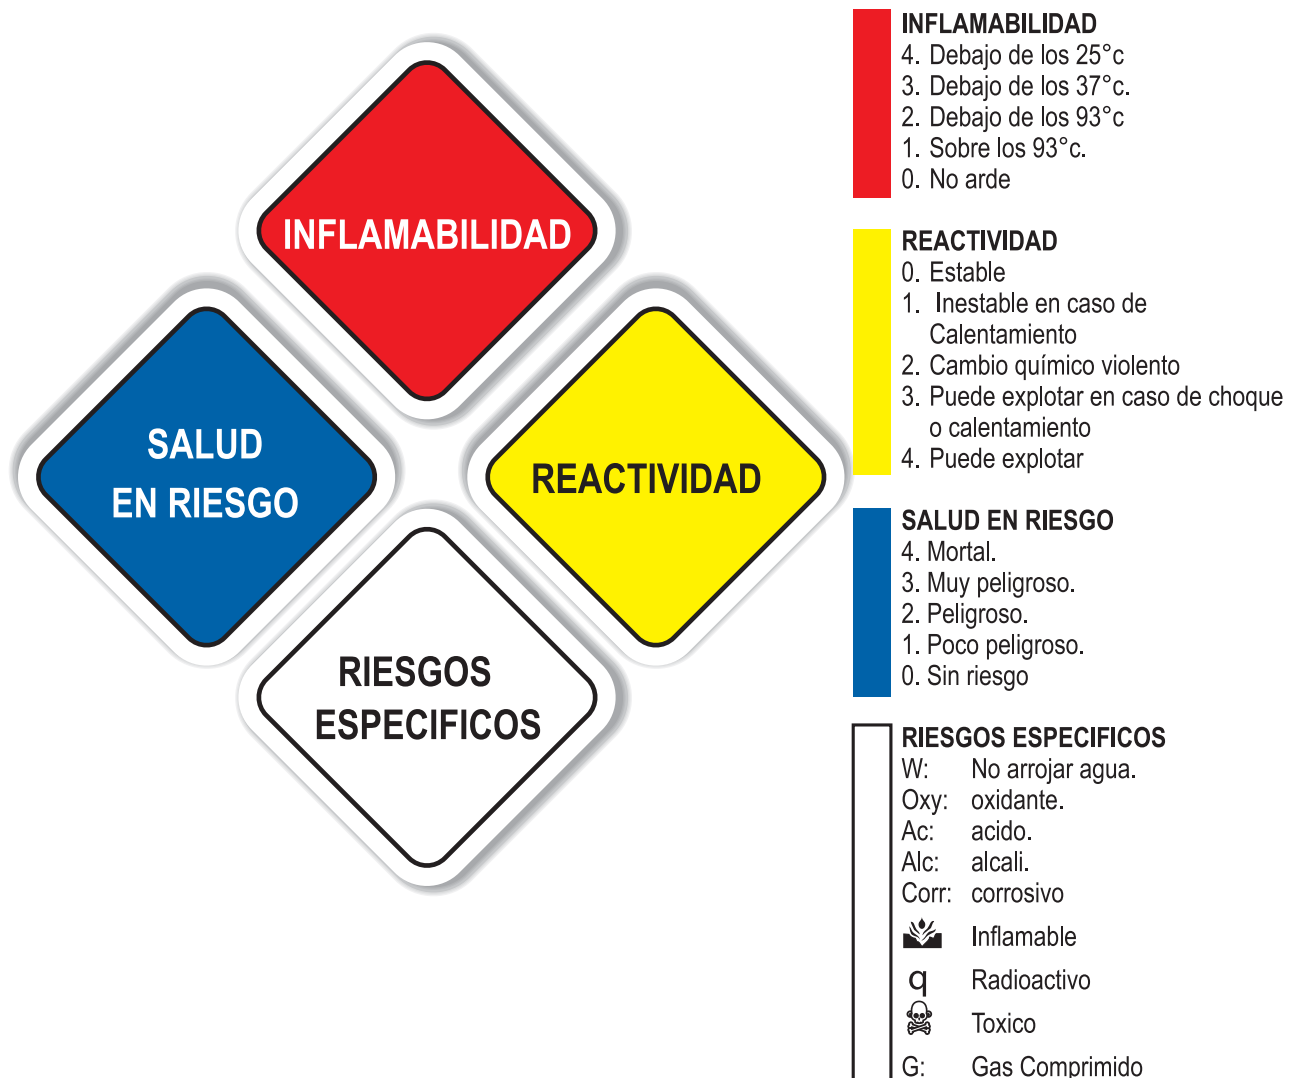 INFLAMABILIDAD
SALUD
EN RIESGO
REACTIVIDAD
RIESGOS
ESPECIFICOS
INFLAMABILIDAD
4. Debajo de los 25°c
3. Debajo de los 37°c.
2. Debajo de los 93°c
1. Sobre los 93°c.
0. No arde
REACTIVIDAD
0. Estable
1. Inestable en caso de
Calentamiento
2. Cambio químico violento
3. Puede explotar en caso de choque
o calentamiento
4. Puede explotar
SALUD EN RIESGO
4. Mortal.
3. Muy peligroso.
2. Peligroso.
1. Poco peligroso.
0. Sin riesgo
RIESGOS ESPECIFICOS
W: No arrojar agua.
Oxy: oxidante.
Ac: acido.
Alc: alcali.
Corr: corrosivo
Inflamable
q Radioactivo
Toxico
G: Gas Comprimido